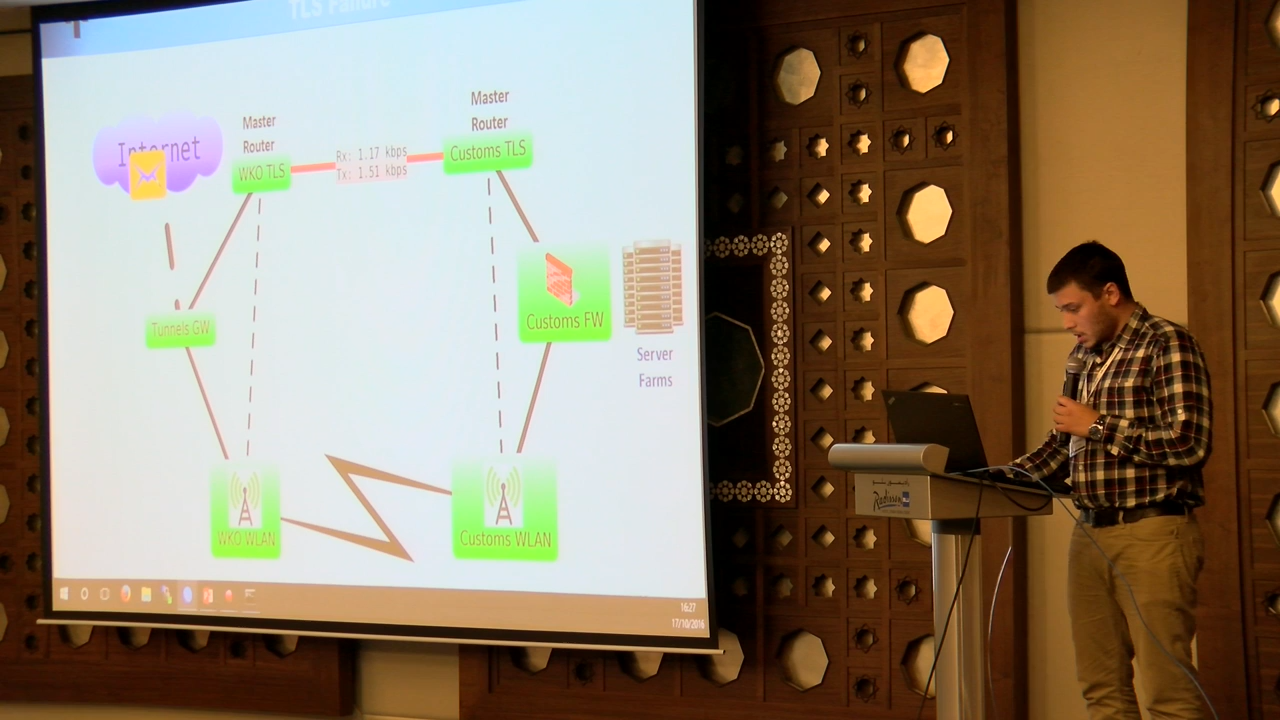 TLS Failure
Internet
Master
Router
WKO TLS
Rx: 1.17 kbps
Tx: 1.51 kbps
Master
Router
Customs TLS
Tunnels GW
Customs FW
Server
Farms
WKO WLAN
Customs WLAN
16:27
17/10/2016
Radisson